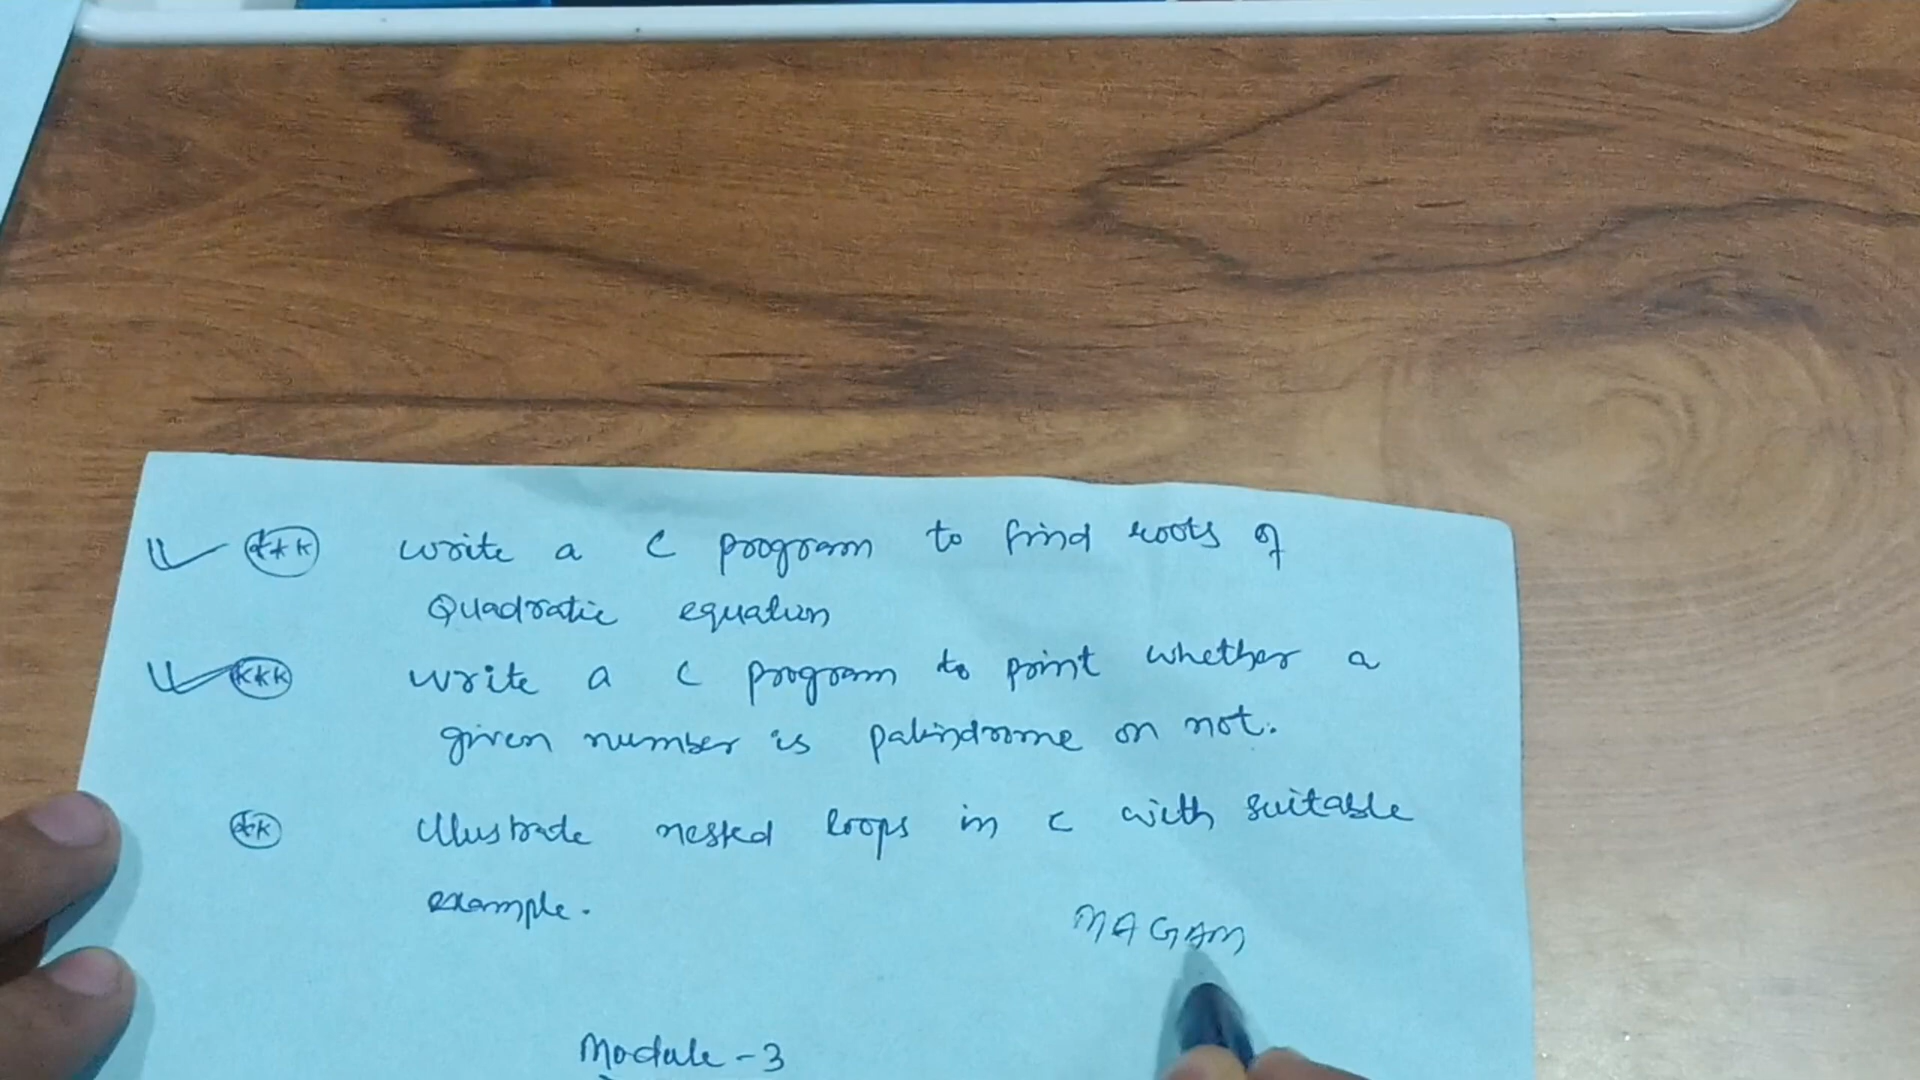 *** write a C program to find roots of
Quadratic equation
*** write a C program to print whether a
given number is palindrome or not.
** illustrate nested loops in c with suitable
example.
MAGAM
Module - 3